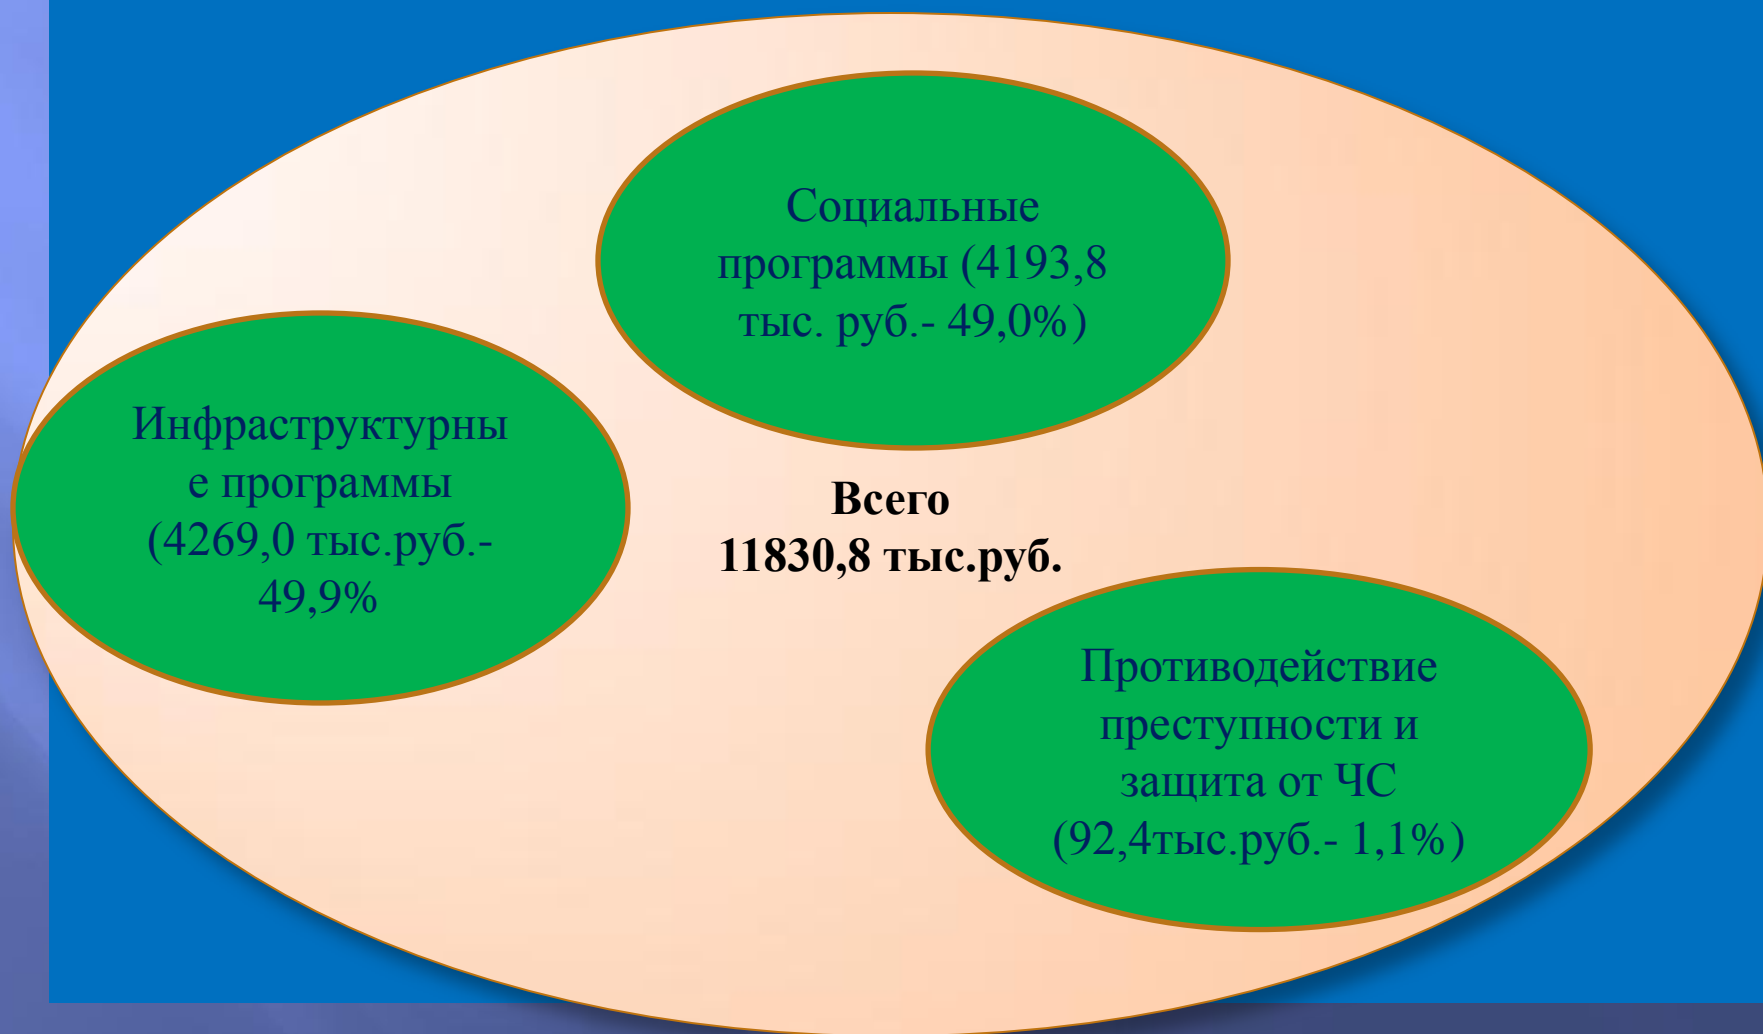 Социальные
программы (4193,8
тыс. руб.- 49,0%)
Инфраструктурны
е программы
(4269,0 тыс.руб.-
49,9%
Всего
11830,8 тыс.руб.
Противодействие
преступности и
защита от ЧС
(92,4тыс.руб.- 1,1%)